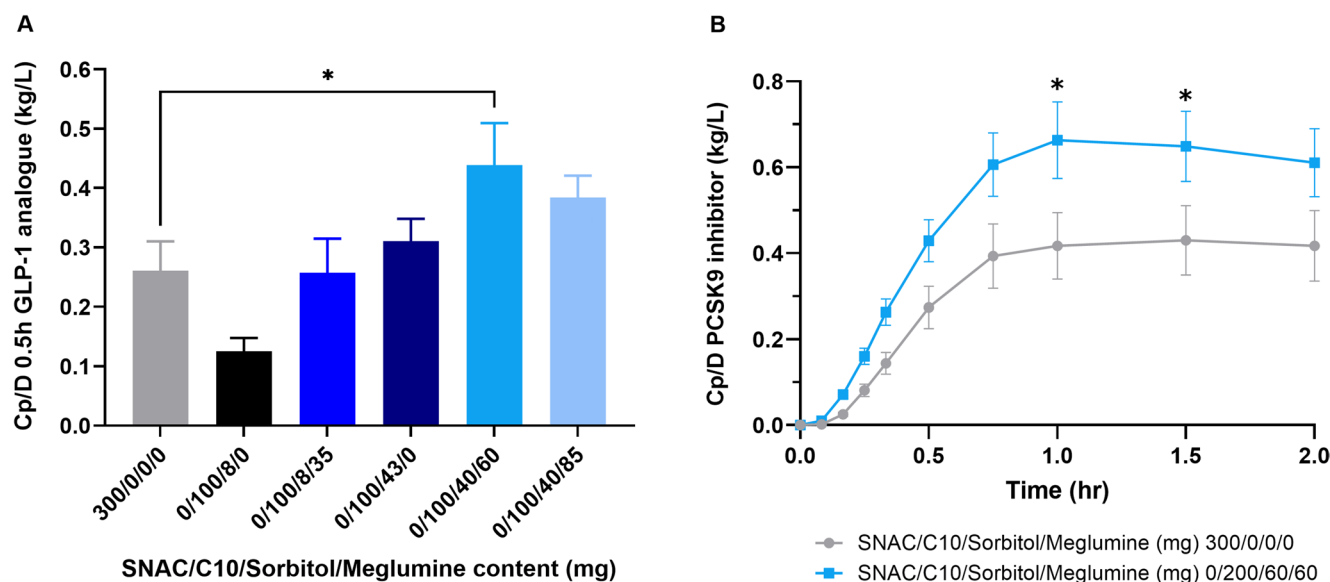 A
Cp/D 0.5h GLP-1 analogue (kg/L)
0.6
0.5
0.4
0.3
0.2
0.1
0.0
*
300/0/0/0
0/100/8/0
0/100/8/35
0/100/43/0
0/100/40/60
0/100/40/85
SNAC/C10/Sorbitol/Meglumine content (mg)
B
Cp/D PCSK9 inhibitor (kg/L)
0.8
0.6
0.4
0.2
0.0
* *
0.0 0.5 1.0 1.5 2.0
Time (hr)
SNAC/C10/Sorbitol/Meglumine (mg) 300/0/0/0
SNAC/C10/Sorbitol/Meglumine (mg) 0/200/60/60